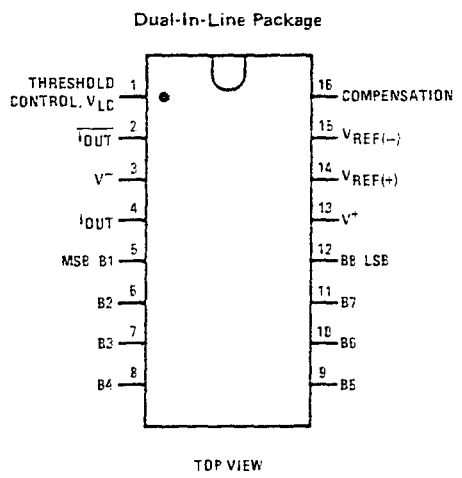 Dual-In-Line Package
THRESHOLD
CONTROL, VLC
1
16
COMPENSATION
IOUT
2
15
VREF(−)
V−
3
14
VREF(+)
IOUT
4
13
V+
MSB B1
5
12
B8 LSB
B2
6
11
B7
B3
7
10
B6
B4
8
9
B5
TOP VIEW